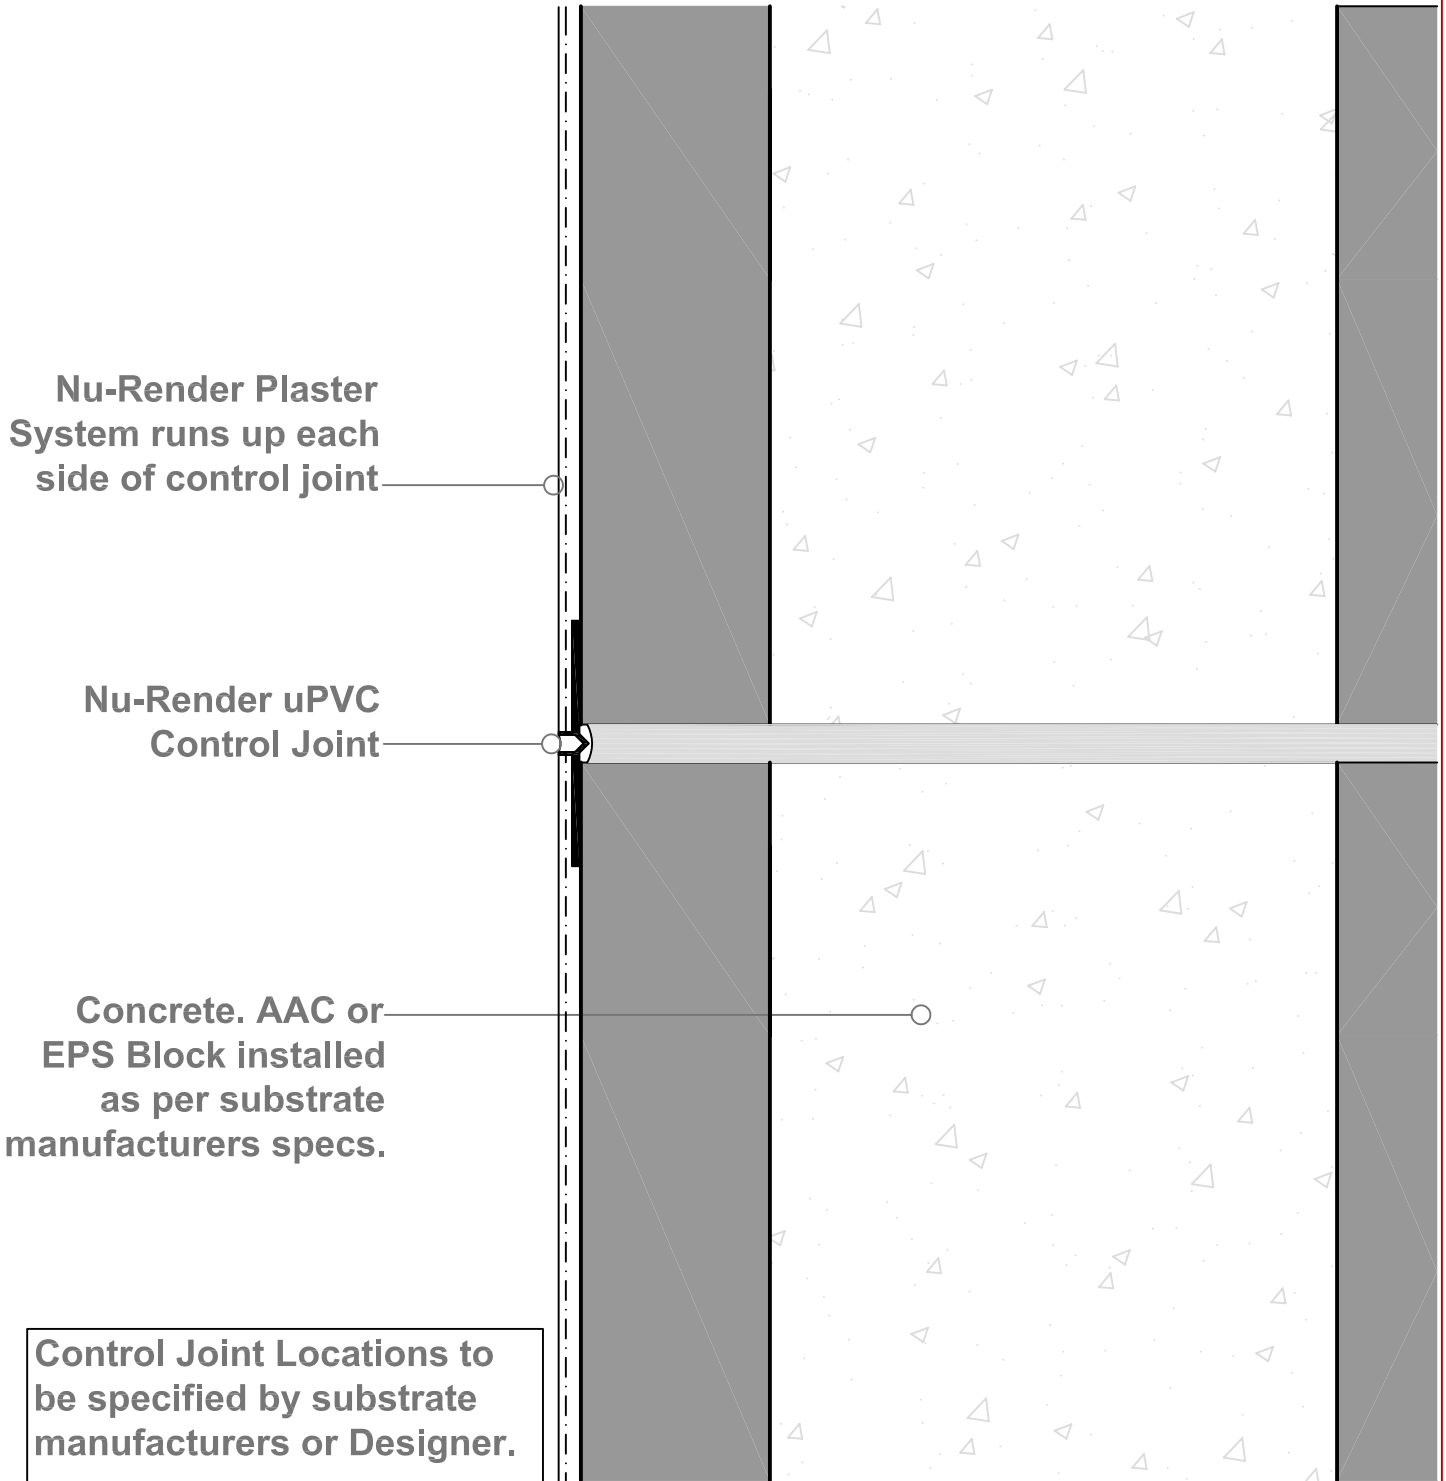 Nu-Render Plaster
System runs up each
side of control joint
Nu-Render uPVC
Control Joint
Concrete. AAC or
EPS Block installed
as per substrate
manufacturers specs.
Control Joint Locations to
be specified by substrate
manufacturers or Designer.